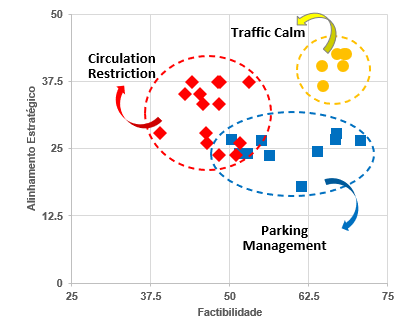 50
Traffic Calm
Circulation
Restriction
37.5
Alinhamento Estratégico
25
12.5
Parking
Management
0
25 37.5 50 62.5 75
Factibilidade